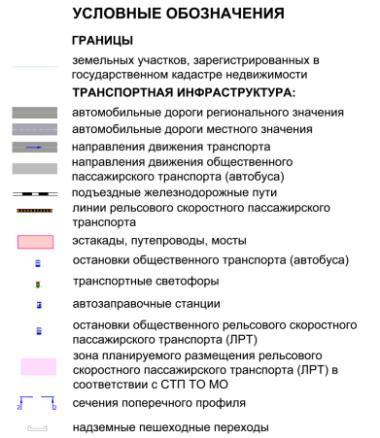 УСЛОВНЫЕ ОБОЗНАЧЕНИЯ
ГРАНИЦЫ
земельных участков, зарегистрированных в
государственном кадастре недвижимости
ТРАНСПОРТНАЯ ИНФРАСТРУКТУРА:
автомобильные дороги регионального значения
автомобильные дороги местного значения
направления движения транспорта
направления движения общественного
пассажирского транспорта (автобуса)
подъездные железнодорожные пути
линии рельсового скоростного пассажирского
транспорта
эстакады, путепроводы, мосты
остановки общественного транспорта (автобуса)
транспортные светофоры
автозаправочные станции
остановки общественного рельсового скоростного
пассажирского транспорта (ЛРТ)
зона планируемого размещения рельсового
скоростного пассажирского транспорта (ЛРТ) в
соответствии с СТП ТО МО
сечения поперечного профиля
надземные пешеходные переходы